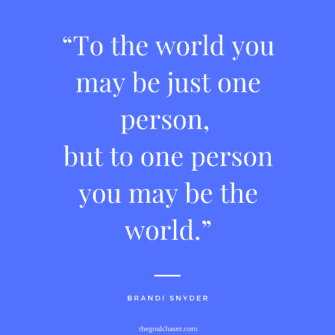 “To the world you
may be just one
person,
but to one person
you may be the
world.”
BRANDI SNYDER
thegoalchaser.com